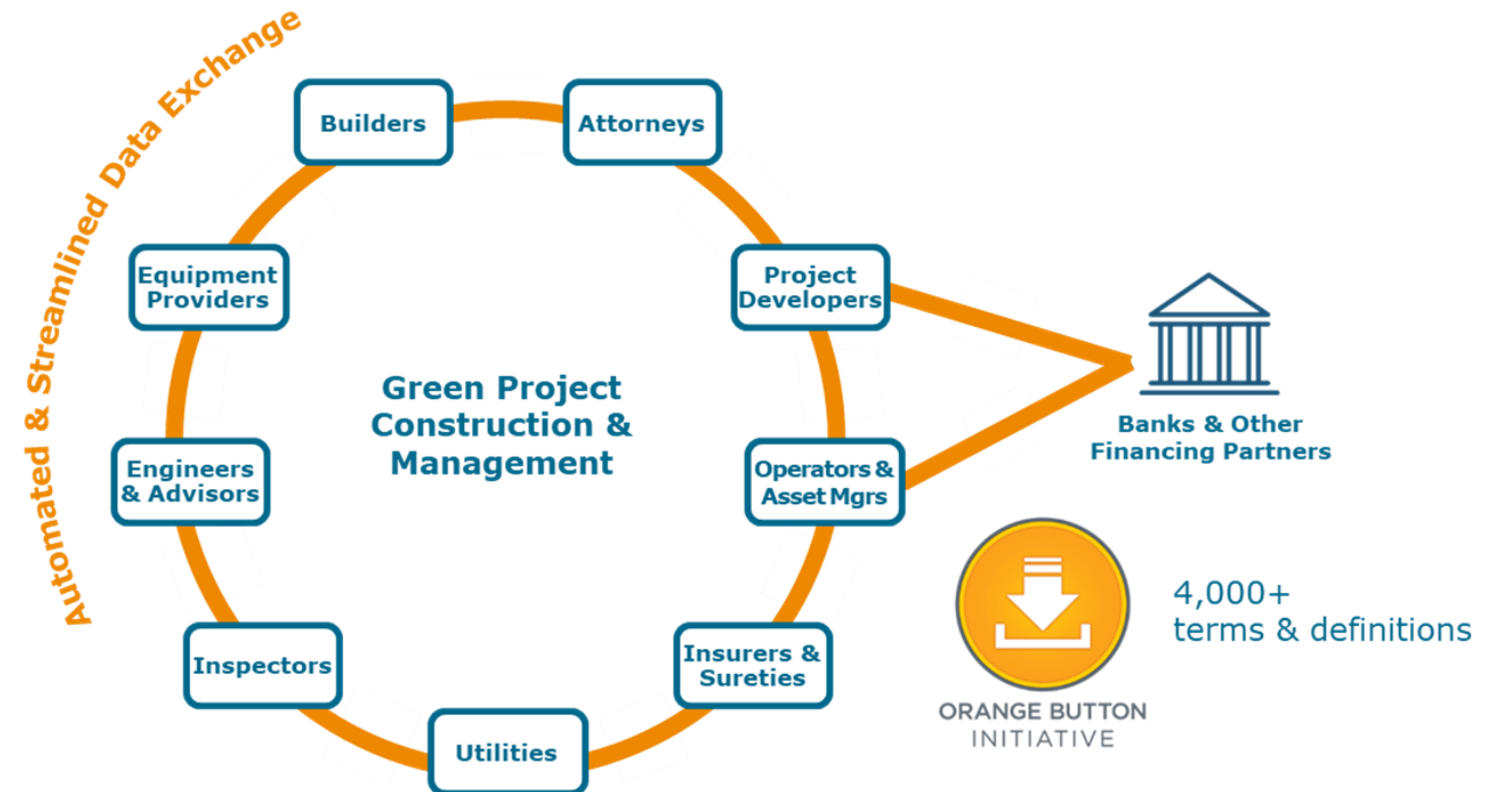 Automated & Streamlined Data Exchange
Builders
Attorneys
Equipment
Providers
Project
Developers
Green Project
Construction &
Management
Banks & Other
Financing Partners
Engineers
& Advisors
Operators &
Asset Mgrs
Inspectors
Insurers &
Sureties
Utilities
4,000+
terms & definitions
ORANGE BUTTON
INITIATIVE